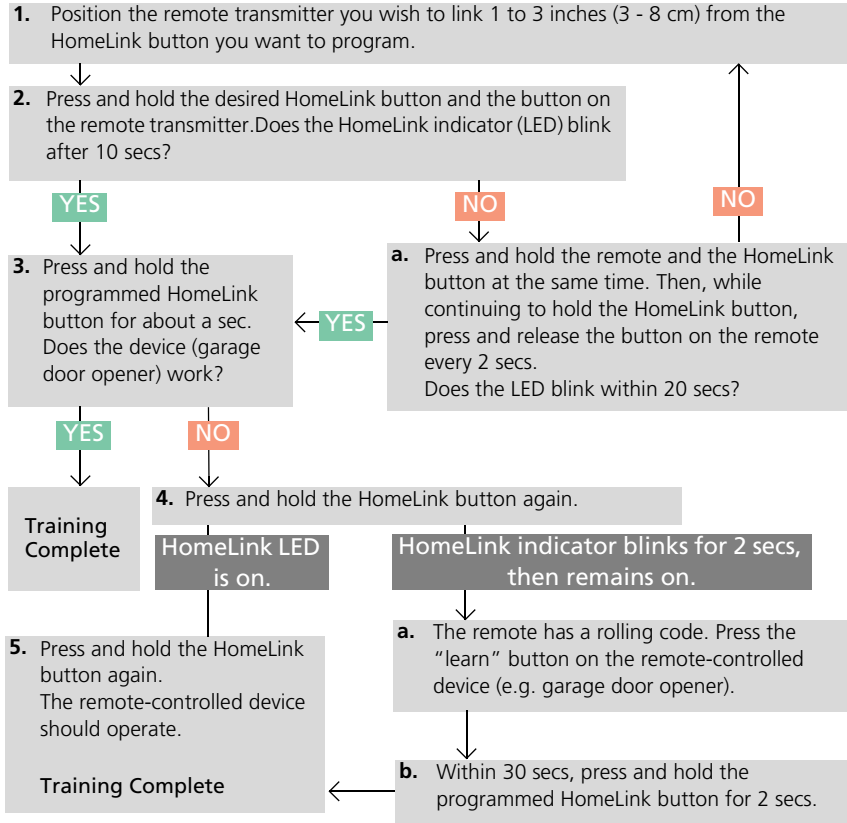 1. Position the remote transmitter you wish to link 1 to 3 inches (3 - 8 cm) from the
HomeLink button you want to program.
2. Press and hold the desired HomeLink button and the button on
the remote transmitter.Does the HomeLink indicator (LED) blink
after 10 secs?
YES
NO
NO
3. Press and hold the
programmed HomeLink
button for about a sec.
Does the device (garage
door opener) work?
a. Press and hold the remote and the HomeLink
button at the same time. Then, while
continuing to hold the HomeLink button,
press and release the button on the remote
every 2 secs.
Does the LED blink within 20 secs?
YES
YES
NO
Training
Complete
4. Press and hold the HomeLink button again.
HomeLink LED
is on.
HomeLink indicator blinks for 2 secs,
then remains on.
a. The remote has a rolling code. Press the
“learn” button on the remote-controlled
device (e.g. garage door opener).
5. Press and hold the HomeLink
button again.
The remote-controlled device
should operate.
Training Complete
b. Within 30 secs, press and hold the
programmed HomeLink button for 2 secs.